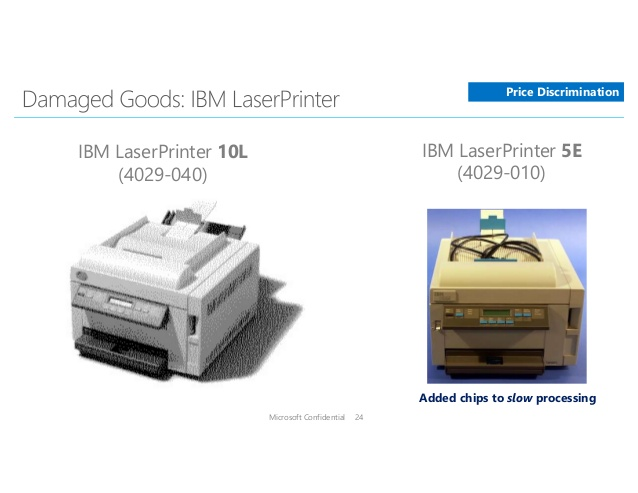 Damaged Goods: IBM LaserPrinter
Price Discrimination
IBM LaserPrinter 10L
(4029-040)
IBM LaserPrinter 5E
(4029-010)
Added chips to slow processing
Microsoft Confidential 24